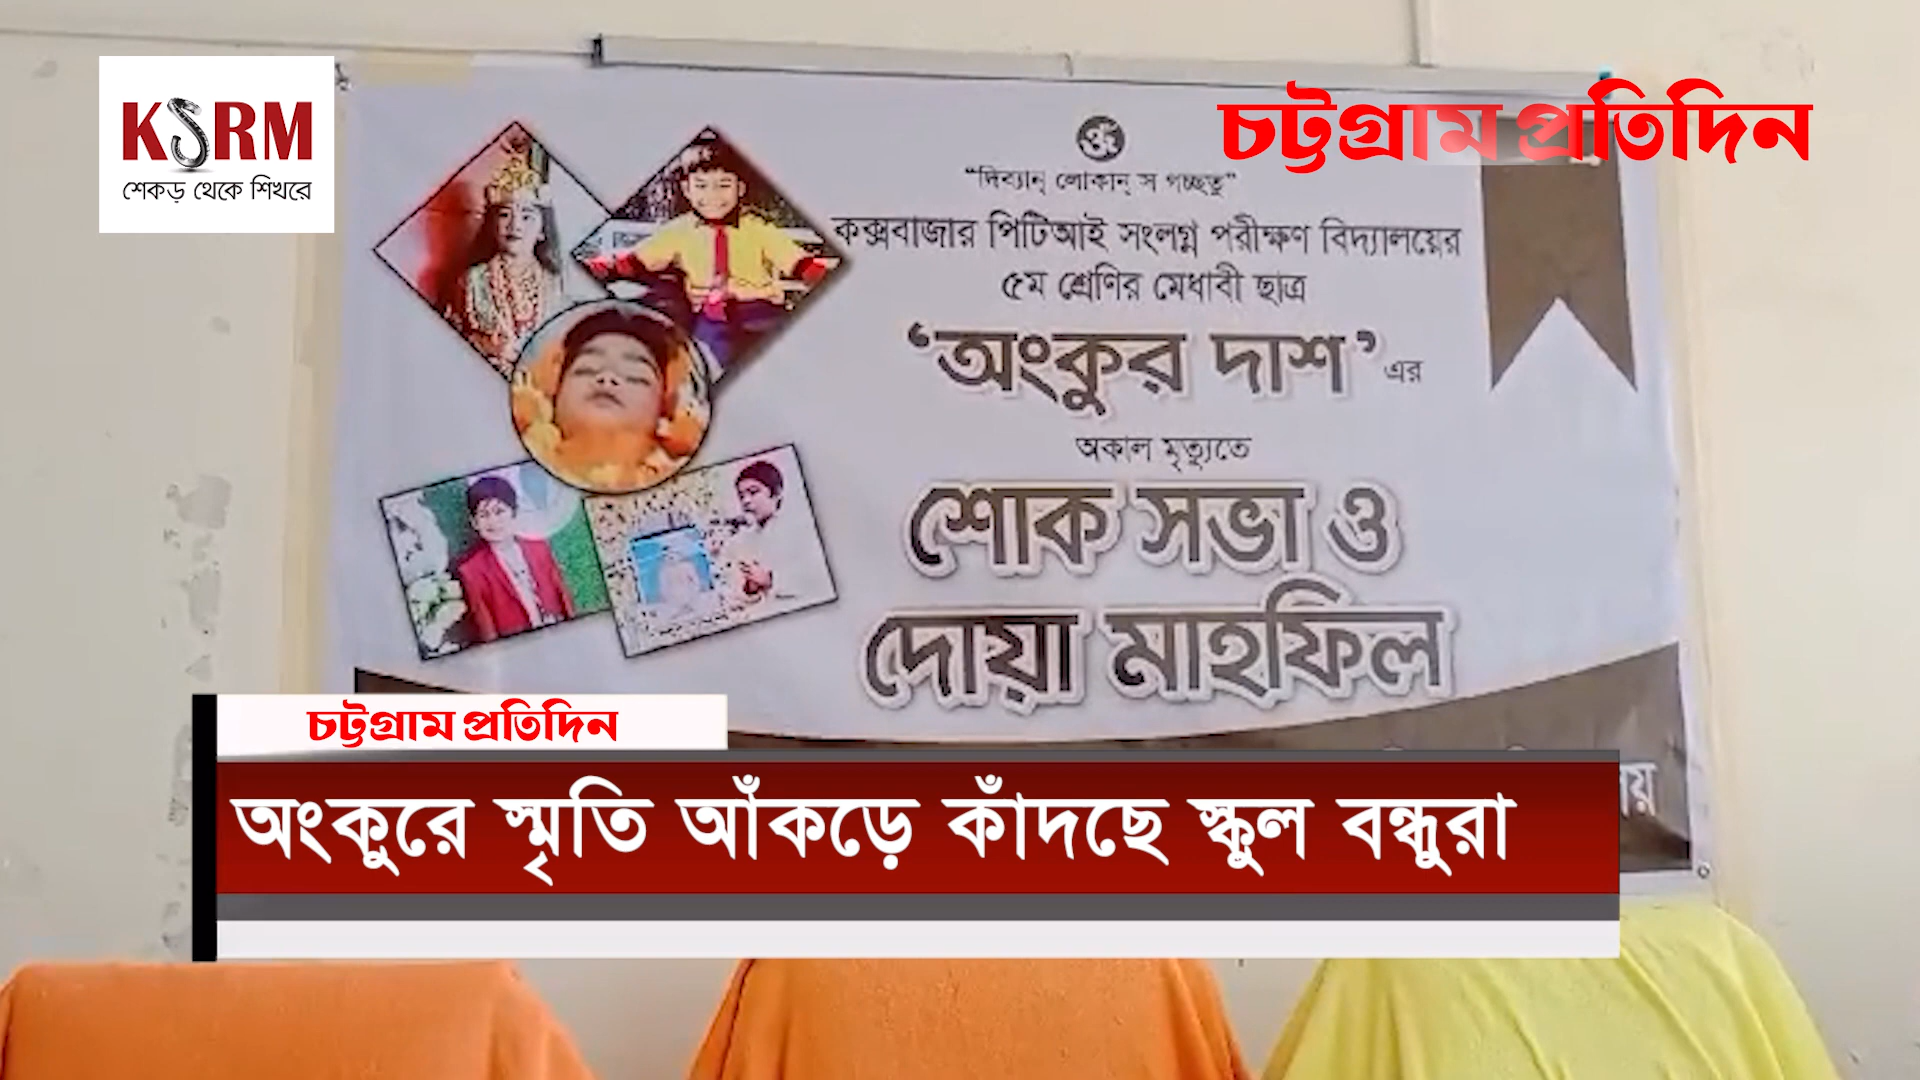 KSRM
শেকড় থেকে শিখরে
চট্টগ্রাম প্রতিদিন
ওঁ
“দিব্যান্ লোকান্ স গচ্ছতু”
কক্সবাজার পিটিআই সংলগ্ন পরীক্ষণ বিদ্যালয়ের
৫ম শ্রেণির মেধাবী ছাত্র
‘অংকুর দাশ’ এর
অকাল মৃত্যুতে
শোক সভা ও
দোয়া মাহফিল
চট্টগ্রাম প্রতিদিন
অংকুরে স্মৃতি আঁকড়ে কাঁদছে স্কুল বন্ধুরা